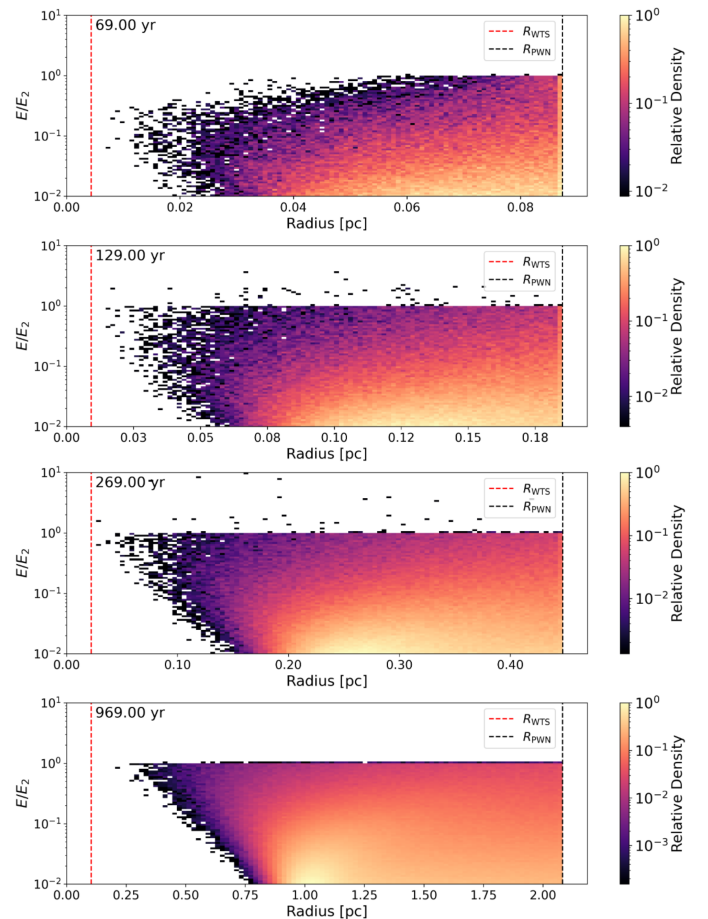 69.00 yr
R_WTS
R_PWN
10^1
10^0
10^-1
10^-2
E/E_2
0.00 0.02 0.04 0.06 0.08
Radius [pc]
10^0
10^-1
10^-2
Relative Density
129.00 yr
R_WTS
R_PWN
10^1
10^0
10^-1
10^-2
E/E_2
0.00 0.03 0.05 0.08 0.10 0.13 0.15 0.18
Radius [pc]
10^0
10^-1
10^-2
Relative Density
269.00 yr
R_WTS
R_PWN
10^1
10^0
10^-1
10^-2
E/E_2
0.00 0.10 0.20 0.30 0.40
Radius [pc]
10^0
10^-1
10^-2
Relative Density
969.00 yr
R_WTS
R_PWN
10^1
10^0
10^-1
10^-2
E/E_2
0.00 0.25 0.50 0.75 1.00 1.25 1.50 1.75 2.00
Radius [pc]
10^0
10^-1
10^-2
10^-3
Relative Density